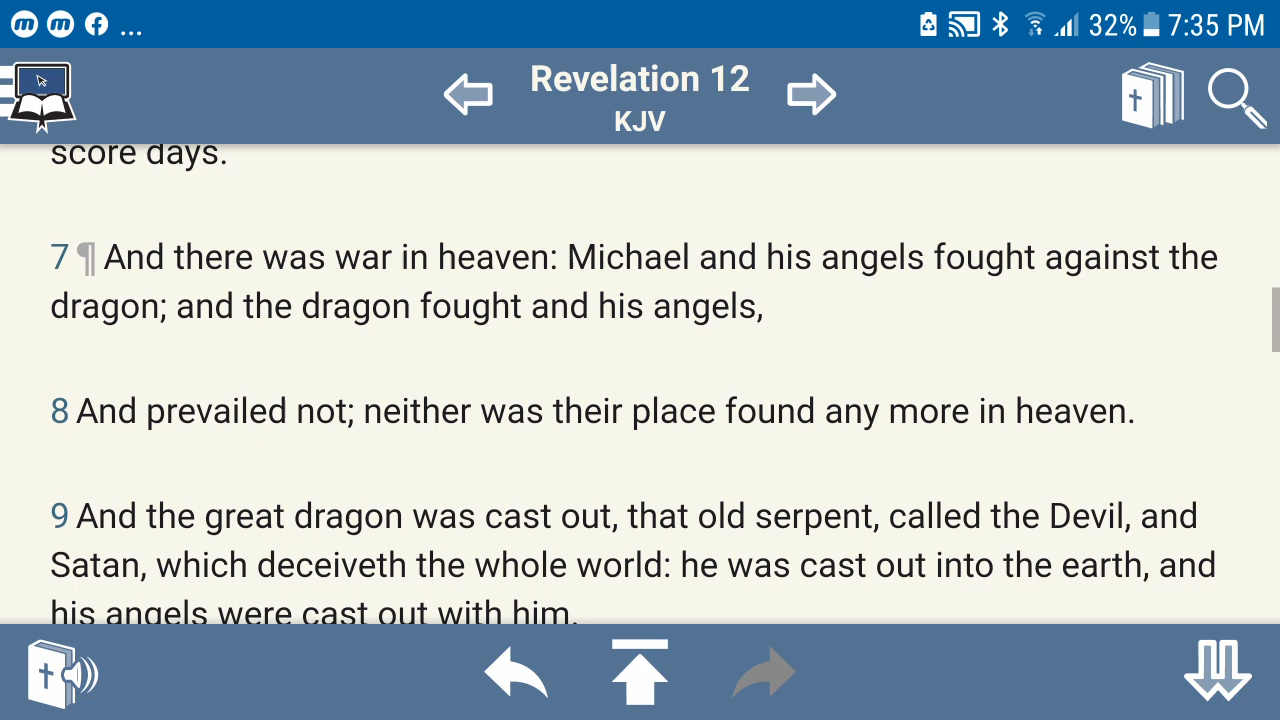 ... 32% 7:35 PM
Revelation 12
KJV
score days.
7 ¶ And there was war in heaven: Michael and his angels fought against the
dragon; and the dragon fought and his angels,
8 And prevailed not; neither was their place found any more in heaven.
9 And the great dragon was cast out, that old serpent, called the Devil, and
Satan, which deceiveth the whole world: he was cast out into the earth, and
his angels were cast out with him.